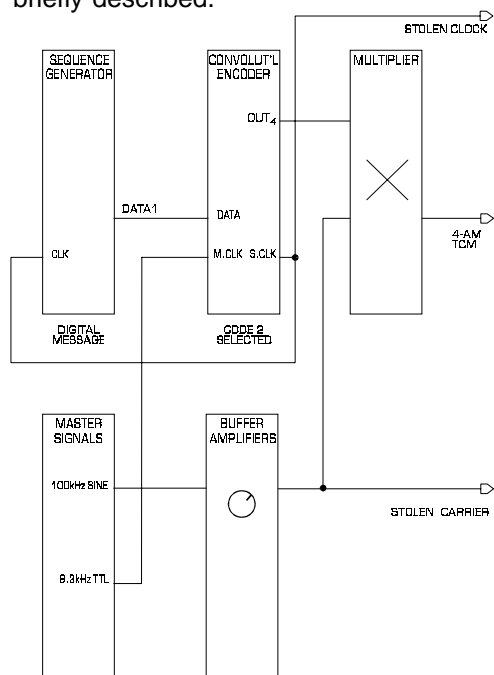 briefly described.
STOLEN CLOCK
SEQUENCE
GENERATOR
CONVOLUT'L
ENCODER
MULTIPLIER
OUT4
DATA1
DATA
CLK
M.CLK S.CLK
4-AM
TCM
DIGITAL
MESSAGE
CODE 2
SELECTED
MASTER
SIGNALS
BUFFER
AMPLIFIERS
100kHz SINE
STOLEN CARRIER
8.3kHz TTL